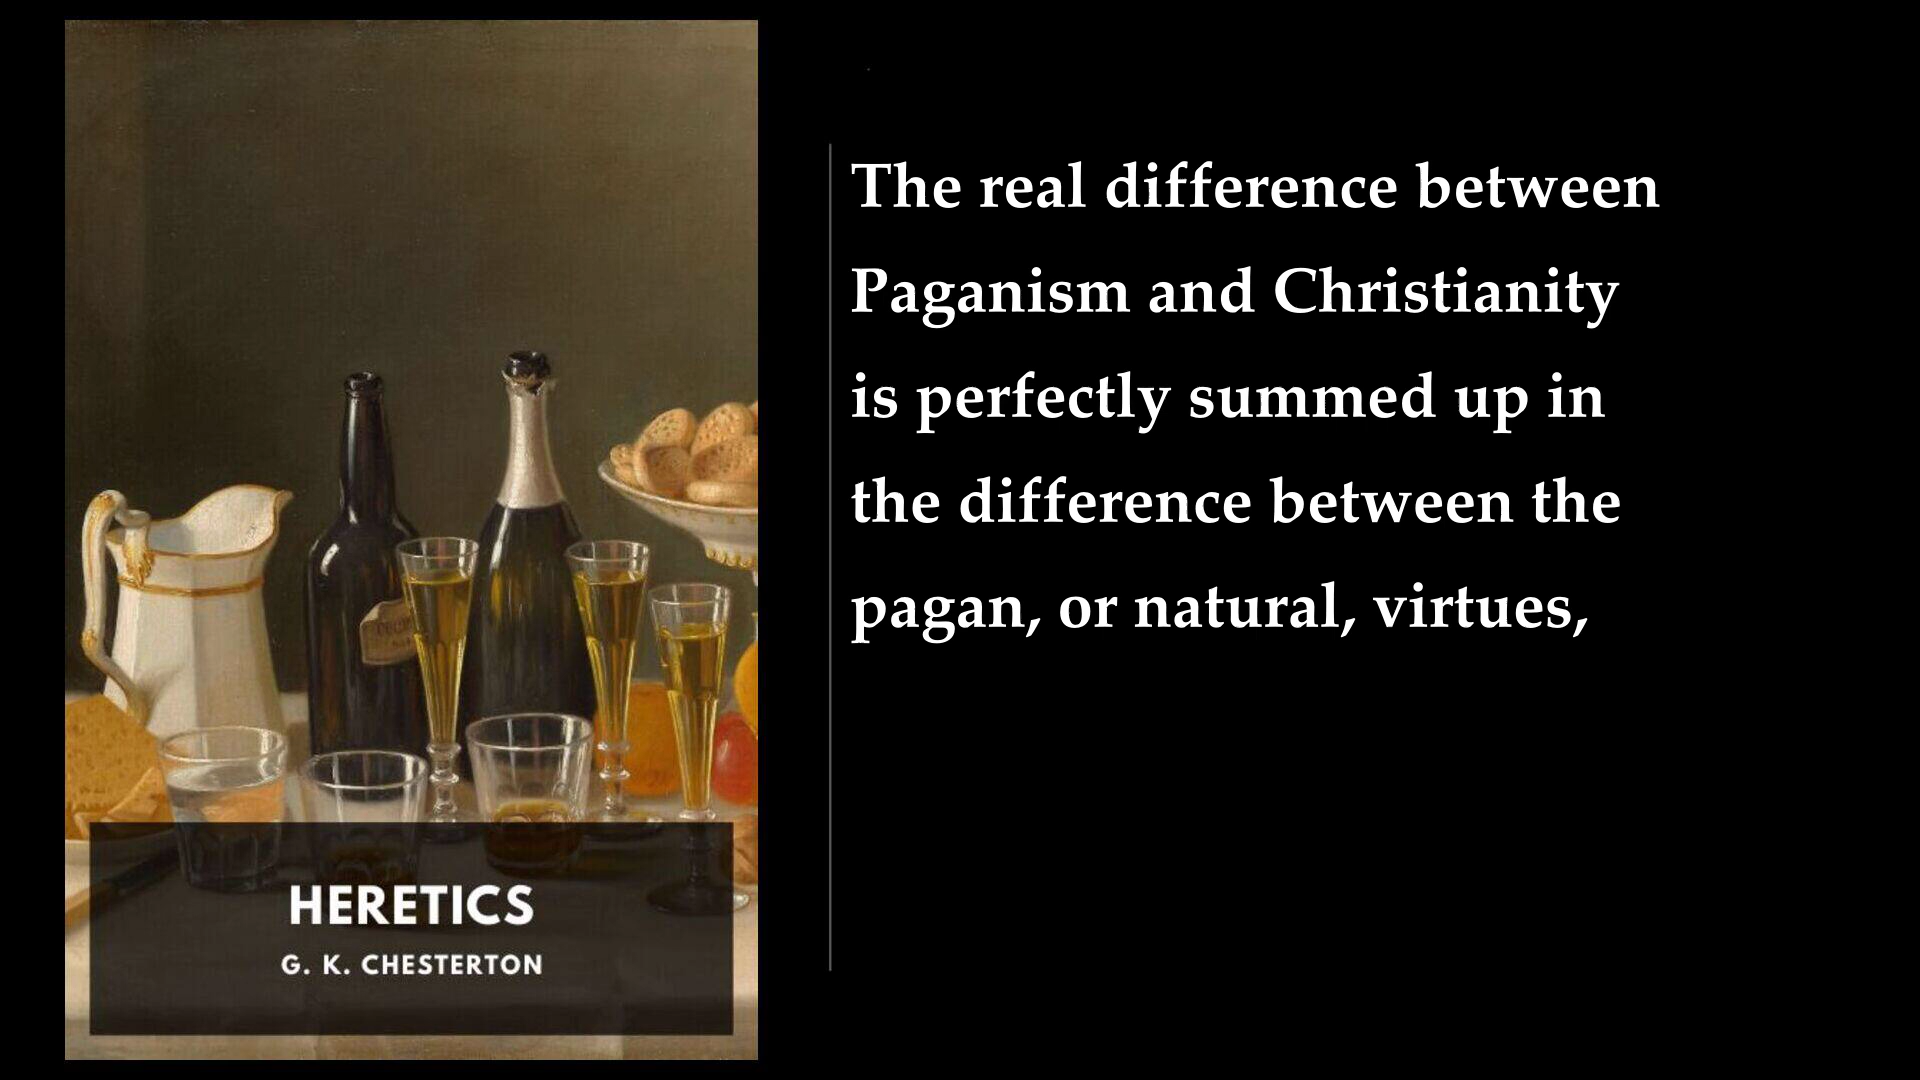 HERETICS
G. K. CHESTERTON
The real difference between
Paganism and Christianity
is perfectly summed up in
the difference between the
pagan, or natural, virtues,